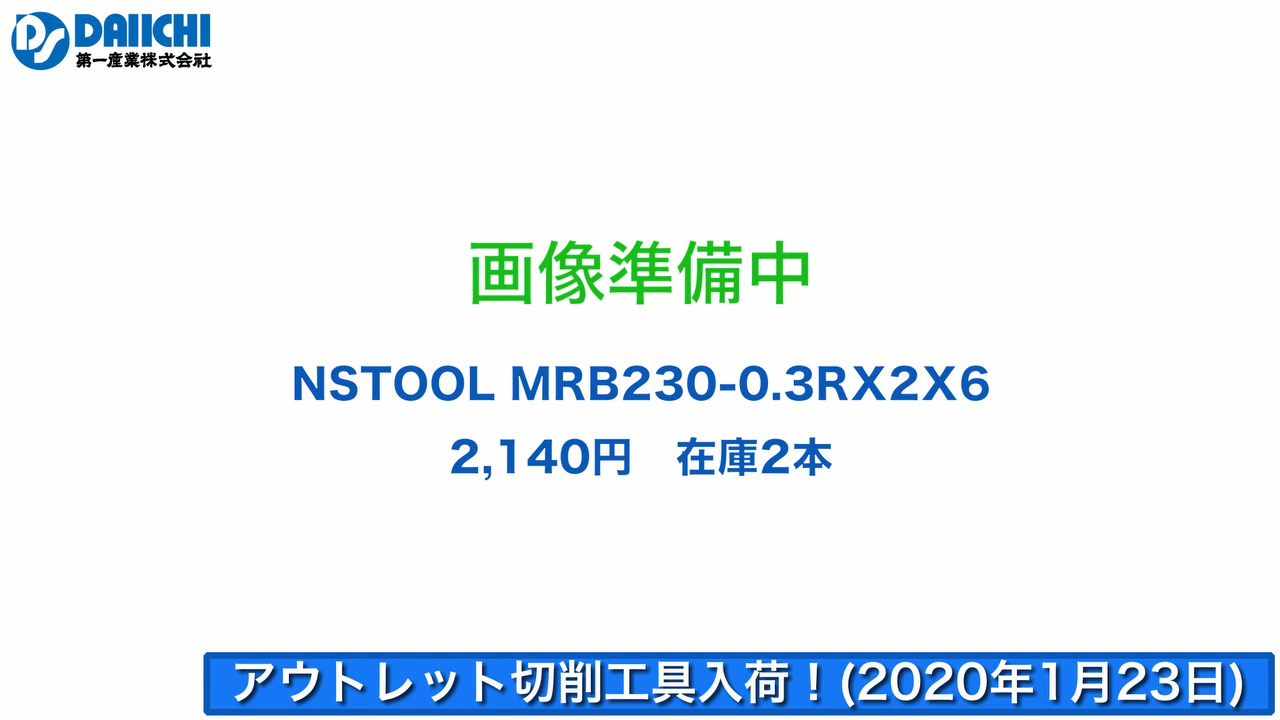 DS DAIICHI
第一産業株式会社
画像準備中
NSTOOL MRB230-0.3RX2X6
2,140円　在庫2本
アウトレット切削工具入荷！(2020年1月23日)